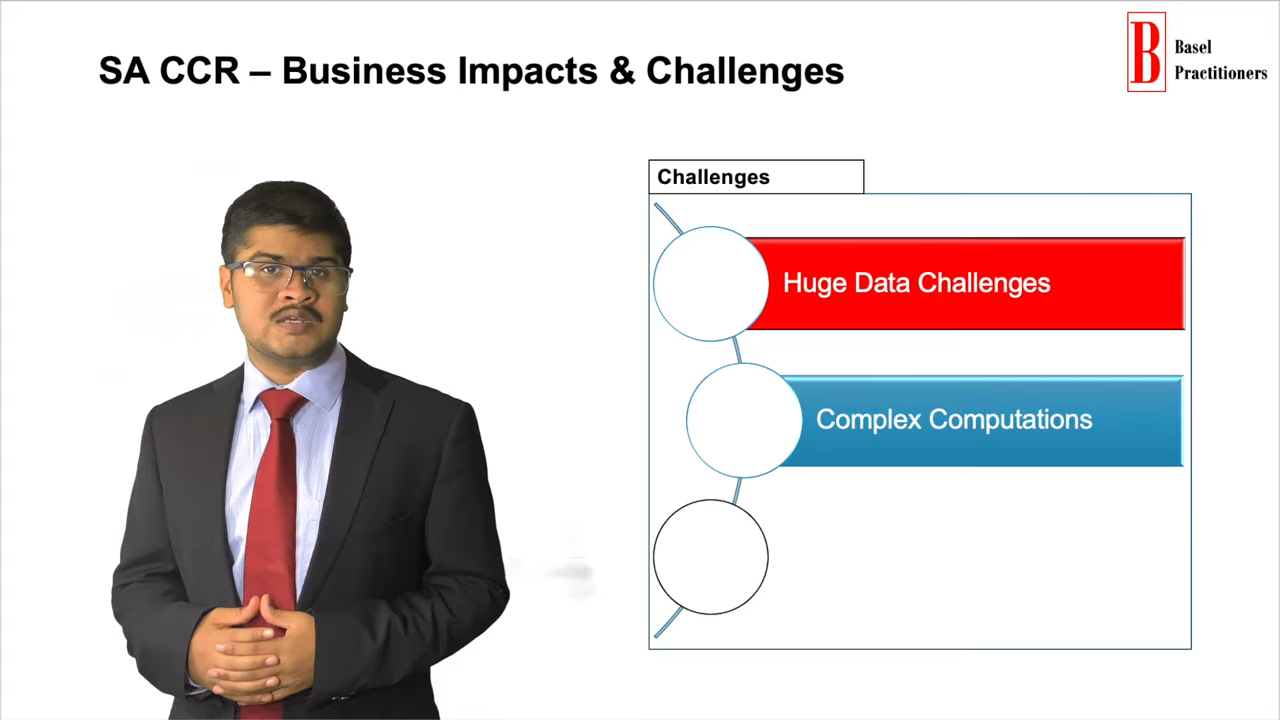 SA CCR – Business Impacts & Challenges
B
Basel
Practitioners
Challenges
Huge Data Challenges
Complex Computations